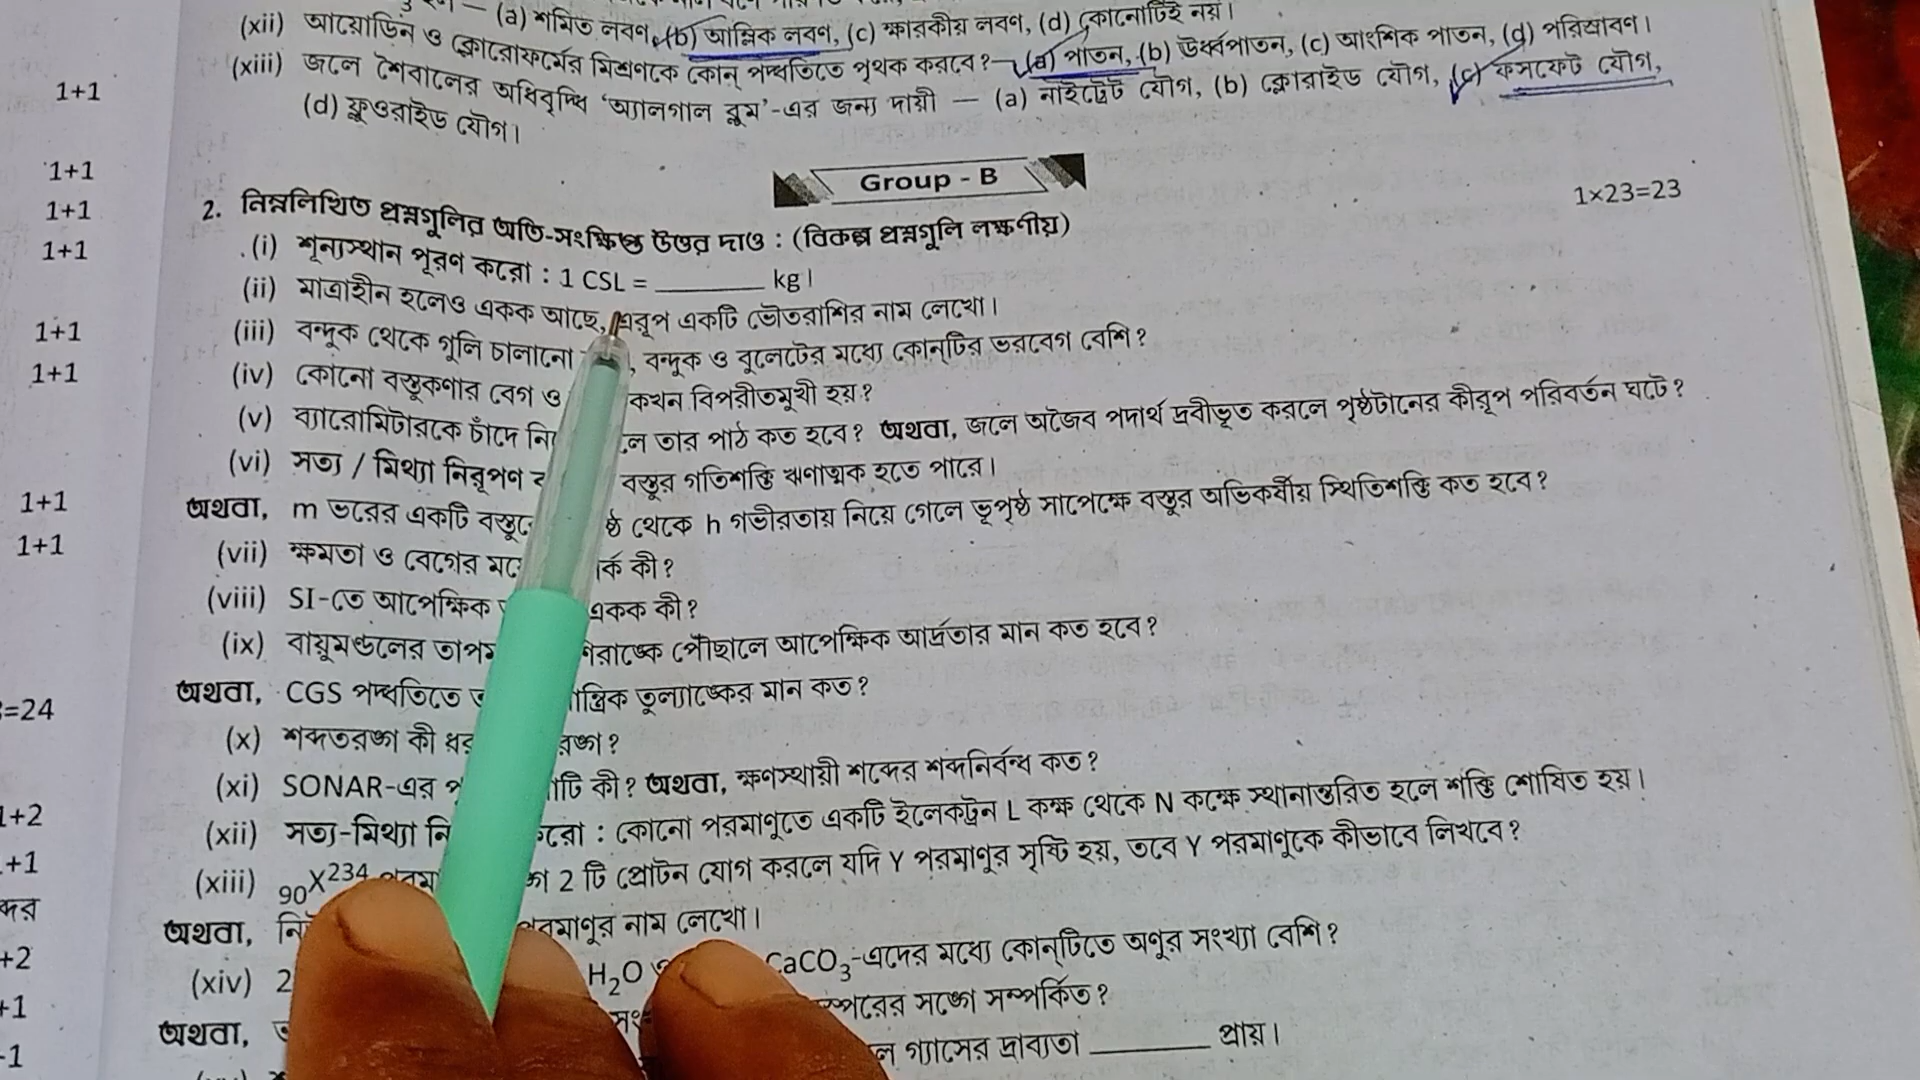 (a) শমিত লবণ, (b) আম্লিক লবণ, (c) ক্ষারকীয় লবণ, (d) কোনোটিই নয়।
(xii) আয়োডিন ও ক্লোরোফর্মের মিশ্রণকে কোন্ পদ্ধতিতে পৃথক করবে?— (a) পাতন, (b) ঊর্ধ্বপাতন, (c) আংশিক পাতন, (d) পরিস্রাবণ।
(xiii) জলে শৈবালের অধিবৃদ্ধি ‘অ্যালগাল ব্লুম’-এর জন্য দায়ী — (a) নাইট্রেট যৌগ, (b) ক্লোরাইড যৌগ, (c) ফসফেট যৌগ,
1+1
(d) ফ্লুওরাইড যৌগ।
1+1
Group - B
1+1
1×23=23
2. নিম্নলিখিত প্রশ্নগুলির অতি-সংক্ষিপ্ত উত্তর দাও : (বিকল্প প্রশ্নগুলি লক্ষণীয়)
1+1
(i) শূন্যস্থান পূরণ করো : 1 CSL = ________ kg।
(ii) মাত্রাহীন হলেও একক আছে, এরূপ একটি ভৌতরাশির নাম লেখো।
1+1
(iii) বন্দুক থেকে গুলি চালানো , বন্দুক ও বুলেটের মধ্যে কোন্‌টির ভরবেগ বেশি?
1+1
(iv) কোনো বস্তুকণার বেগ ও কখন বিপরীতমুখী হয়?
(v) ব্যারোমিটারকে চাঁদে তার পাঠ কত হবে? অথবা, জলে অজৈব পদার্থ দ্রবীভূত করলে পৃষ্ঠটানের কীরূপ পরিবর্তন ঘটে?
(vi) সত্য / মিথ্যা নিরূপণ বস্তুর গতিশক্তি ঋণাত্মক হতে পারে।
1+1
অথবা, m ভরের একটি থেকে h গভীরতায় নিয়ে গেলে ভূপৃষ্ঠ সাপেক্ষে বস্তুর অভিকর্ষীয় স্থিতিশক্তি কত হবে?
1+1
(vii) ক্ষমতা ও বেগের কী?
(viii) SI-তে আপেক্ষিক একক কী?
(ix) বায়ুমণ্ডলের পৌঁছালে আপেক্ষিক আর্দ্রতার মান কত হবে?
=24
অথবা, CGS পদ্ধতিতে তুল্যাঙ্কের মান কত?
(x) শব্দতরঙ্গ কী
(xi) SONAR-এর কী? অথবা, ক্ষণস্থায়ী শব্দের শব্দনির্বন্ধ কত?
1+2
(xii) সত্য-মিথ্যা : কোনো পরমাণুতে একটি ইলেকট্রন L কক্ষ থেকে N কক্ষে স্থানান্তরিত হলে শক্তি শোষিত হয়।
+1
(xiii) ₉₀X²³⁴ 2 টি প্রোটন যোগ করলে যদি Y পরমাণুর সৃষ্টি হয়, তবে Y পরমাণুকে কীভাবে লিখবে?
অথবা, নাম লেখো।
+2
(xiv) 2 H₂O CaCO₃-এদের মধ্যে কোন্‌টিতে অণুর সংখ্যা বেশি?
+1
অথবা, সঙ্গে সম্পর্কিত?
-1
গ্যাসের দ্রাব্যতা ________ প্রায়।